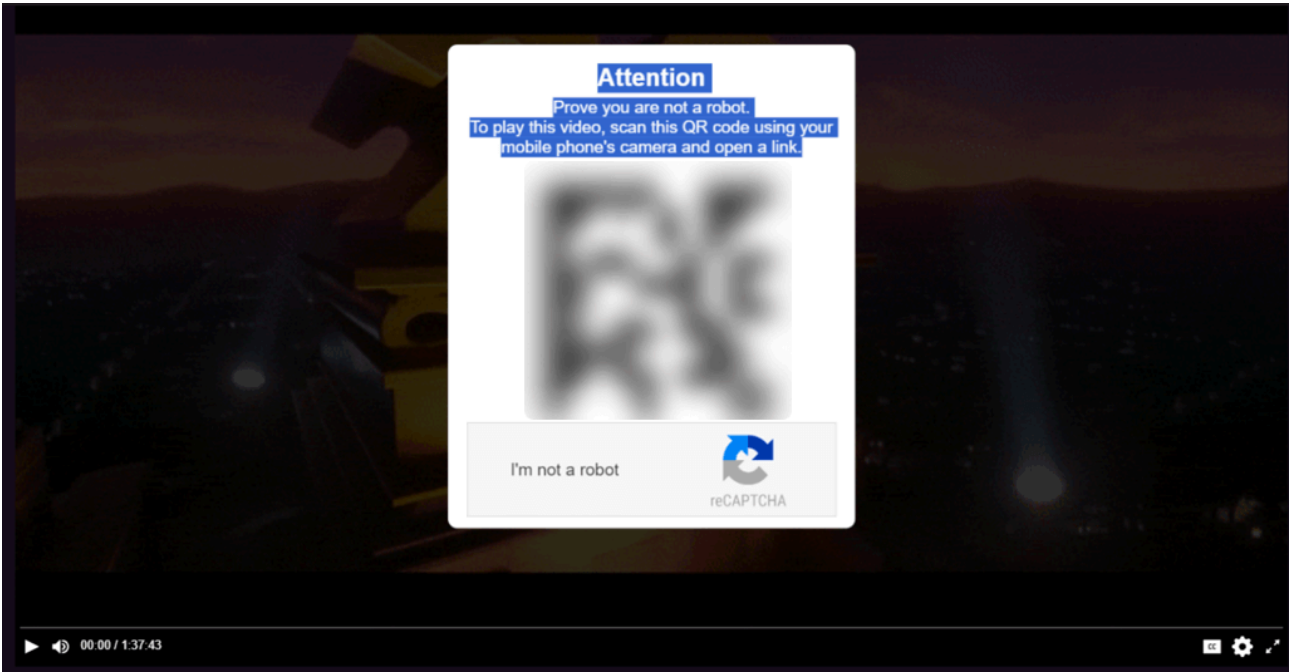 Attention
Prove you are not a robot.
To play this video, scan this QR code using your
mobile phone's camera and open a link.
I'm not a robot
reCAPTCHA
00:00 / 1:37:43
CC